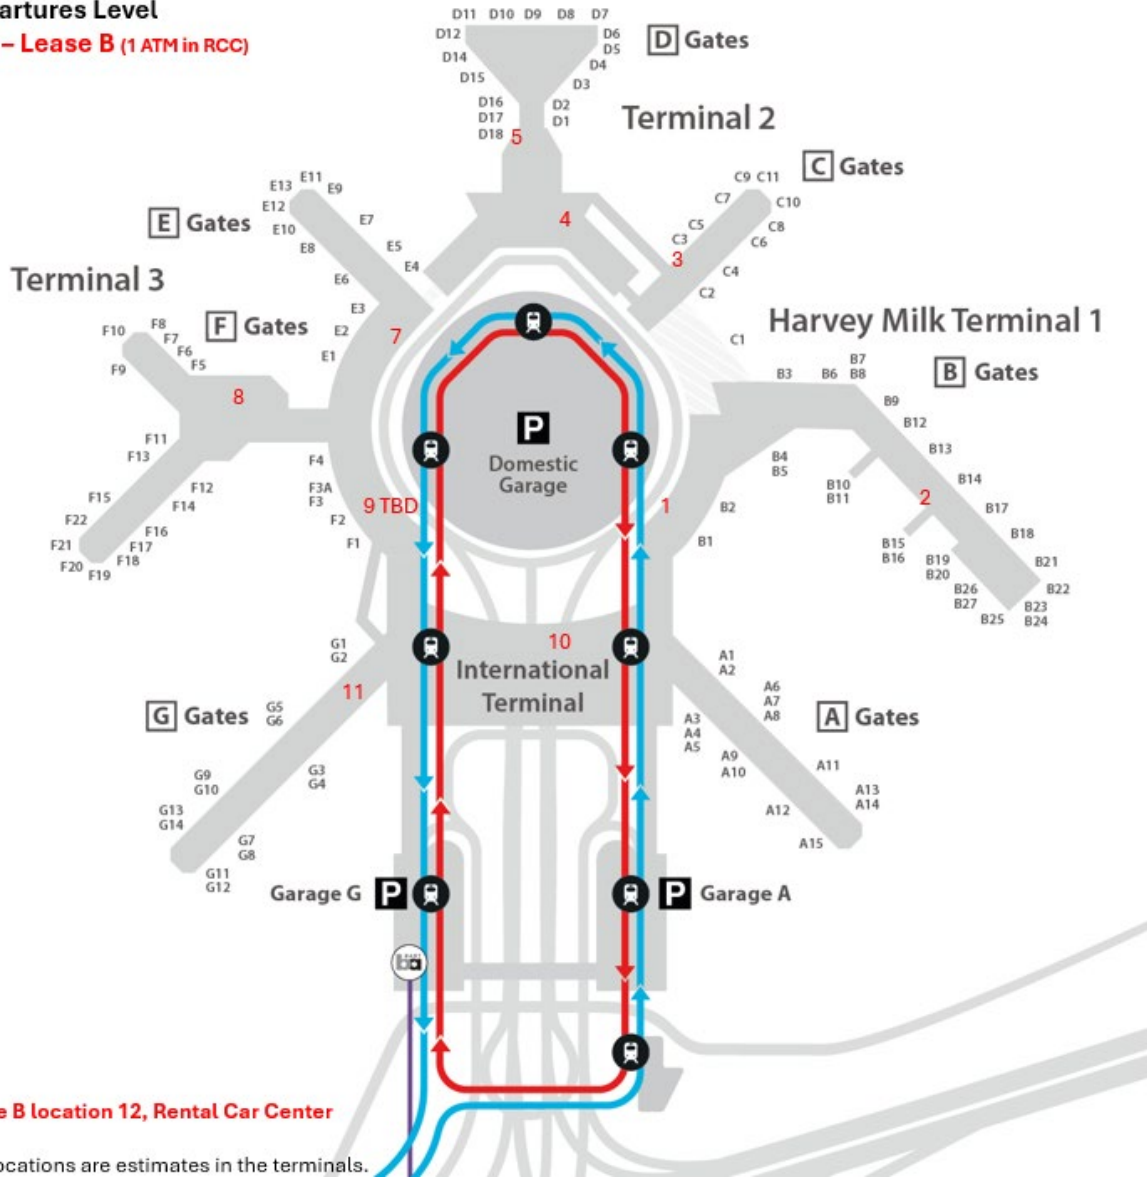 artures Level
– Lease B (1 ATM in RCC)
D11 D10 D9 D8 D7
D12 D6
D5
D14 D4
D15 D3
D16 D2
D17 D1
D18 5
D Gates
Terminal 2
C Gates
C9 C11
C7 C10
C5 C8
C3 C6
3 C4
C2
C1
4
E11
E13 E9
E12
E10 E7
E8 E5
E6 E4
E3
E2
E1
E Gates
7
Terminal 3
F Gates
F10 F8
F7
F6
F9 F5
8
F11
F13
F4
F12
F3A
F3
F15 F14
F22 F2
F16
F21 F17 F1
F20 F18
F19
9 TBD
Harvey Milk Terminal 1
B Gates
B3 B6 B7
B8
B9
B12
B4 B13
B5
B10 B14
B11
2
B2 B17
B1 B15 B18
B16
B19 B21
B20
B26 B22
B27 B23
B25 B24
1
P
Domestic
Garage
10
International
Terminal
G1
G2
11
G Gates
G5
G6
G3
G4
G9
G10
G13
G14
G7
G8
G11
G12
A1
A2
A6
A7
A8
A Gates
A3
A4
A5
A9
A10
A11
A13
A14
A12
A15
Garage G P
P Garage A
BART
ba
e B location 12, Rental Car Center
ocations are estimates in the terminals.